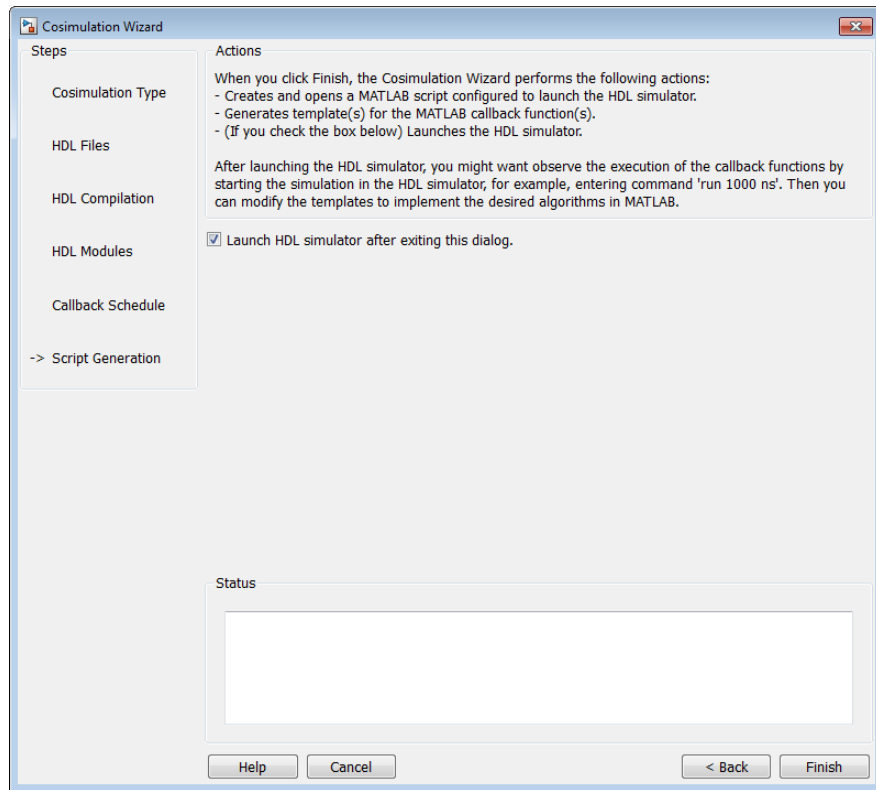 Cosimulation Wizard
Steps
Cosimulation Type
HDL Files
HDL Compilation
HDL Modules
Callback Schedule
-> Script Generation
Actions
When you click Finish, the Cosimulation Wizard performs the following actions:
- Creates and opens a MATLAB script configured to launch the HDL simulator.
- Generates template(s) for the MATLAB callback function(s).
- (If you check the box below) Launches the HDL simulator.
After launching the HDL simulator, you might want observe the execution of the callback functions by
starting the simulation in the HDL simulator, for example, entering command 'run 1000 ns'. Then you
can modify the templates to implement the desired algorithms in MATLAB.
Launch HDL simulator after exiting this dialog.
Status
Help Cancel < Back Finish